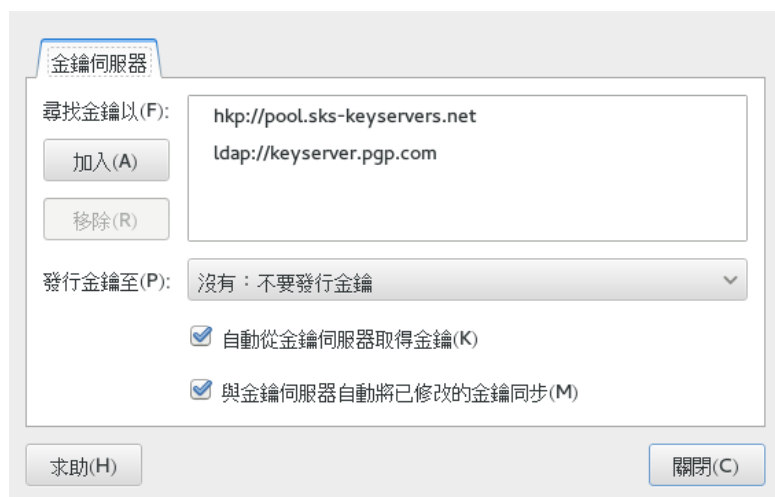 金鑰伺服器
尋找金鑰以(F):
hkp://pool.sks-keyservers.net
ldap://keyserver.pgp.com
加入(A)
移除(R)
發行金鑰至(P):
沒有：不要發行金鑰
自動從金鑰伺服器取得金鑰(K)
與金鑰伺服器自動將已修改的金鑰同步(M)
求助(H)
關閉(C)